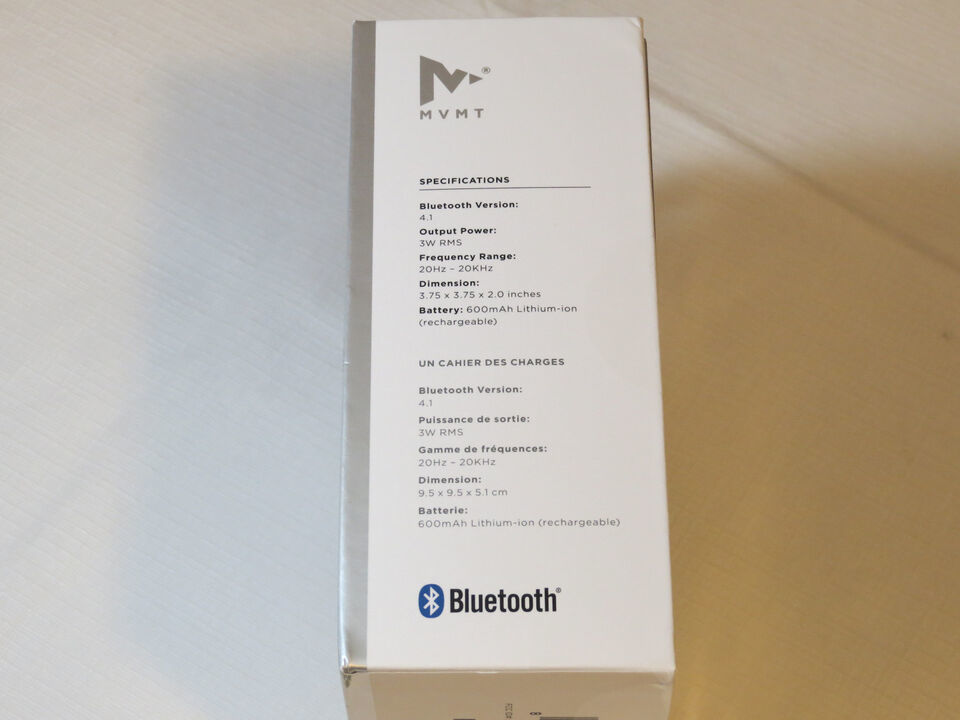 MVMT
SPECIFICATIONS
Bluetooth Version:
4.1
Output Power:
3W RMS
Frequency Range:
20Hz – 20KHz
Dimension:
3.75 x 3.75 x 2.0 inches
Battery: 600mAh Lithium-ion
(rechargeable)
UN CAHIER DES CHARGES
Bluetooth Version:
4.1
Puissance de sortie:
3W RMS
Gamme de fréquences:
20Hz – 20KHz
Dimension:
9.5 x 9.5 x 5.1 cm
Batterie:
600mAh Lithium-ion (rechargeable)
Bluetooth®
8